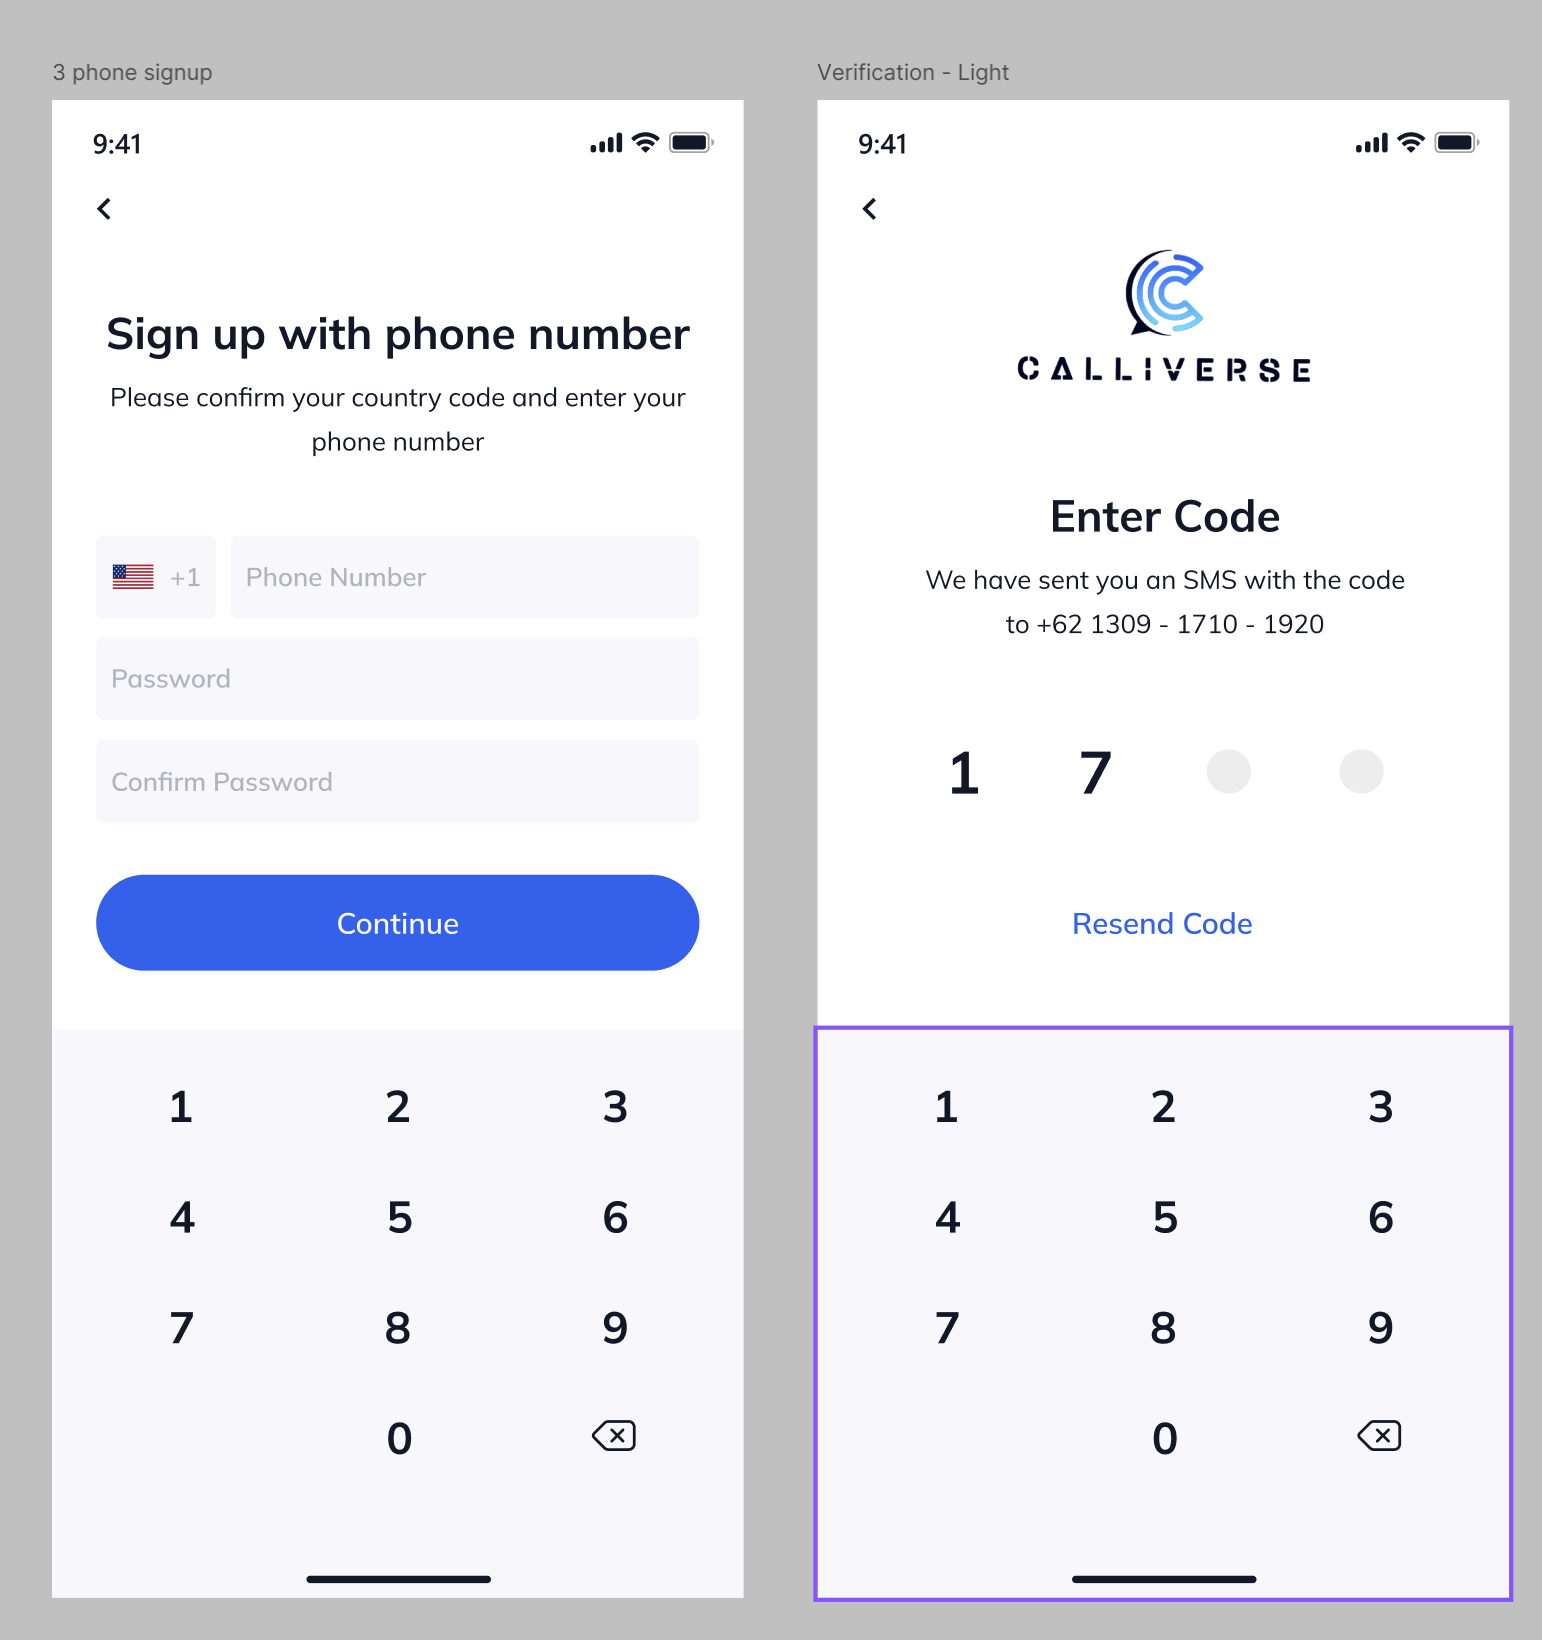 3 phone signup
9:41
Sign up with phone number
Please confirm your country code and enter your
phone number
+1
Phone Number
Password
Confirm Password
Continue
1 2 3
4 5 6
7 8 9
0
Verification - Light
9:41
CALLIVERSE
Enter Code
We have sent you an SMS with the code
to +62 1309 - 1710 - 1920
1 7
Resend Code
1 2 3
4 5 6
7 8 9
0